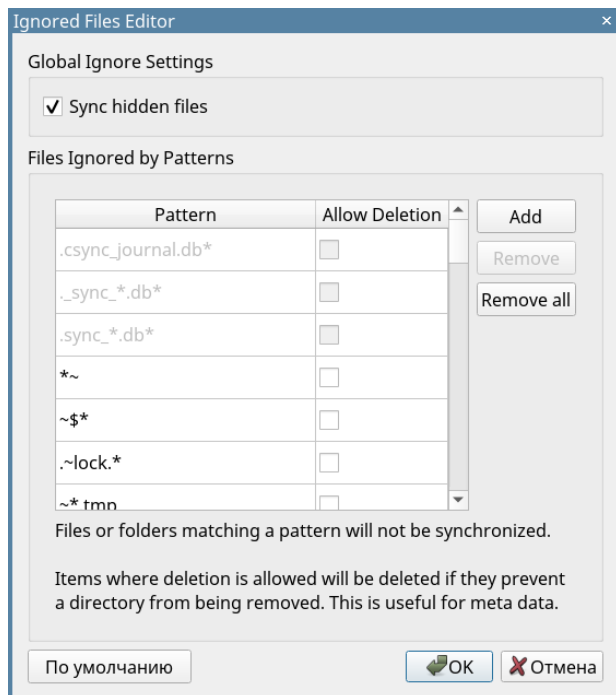 Ignored Files Editor
Global Ignore Settings
Sync hidden files
Files Ignored by Patterns
Pattern
Allow Deletion
Add
.csync_journal.db*
Remove
._sync_*.db*
Remove all
.sync_*.db*
*~
~$*
.~lock.*
~*.tmp
Files or folders matching a pattern will not be synchronized.
Items where deletion is allowed will be deleted if they prevent
a directory from being removed. This is useful for meta data.
По умолчанию
OK
Отмена